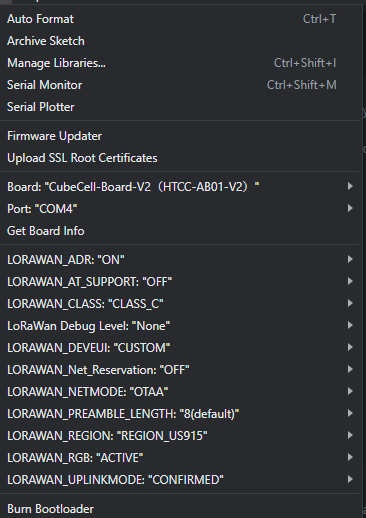 Auto Format Ctrl+T
Archive Sketch
Manage Libraries... Ctrl+Shift+I
Serial Monitor Ctrl+Shift+M
Serial Plotter
Firmware Updater
Upload SSL Root Certificates
Board: "CubeCell-Board-V2（HTCC-AB01-V2）"
Port: "COM4"
Get Board Info
LORAWAN_ADR: "ON"
LORAWAN_AT_SUPPORT: "OFF"
LORAWAN_CLASS: "CLASS_C"
LoRaWan Debug Level: "None"
LORAWAN_DEVEUI: "CUSTOM"
LORAWAN_Net_Reservation: "OFF"
LORAWAN_NETMODE: "OTAA"
LORAWAN_PREAMBLE_LENGTH: "8(default)"
LORAWAN_REGION: "REGION_US915"
LORAWAN_RGB: "ACTIVE"
LORAWAN_UPLINKMODE: "CONFIRMED"
Burn Bootloader